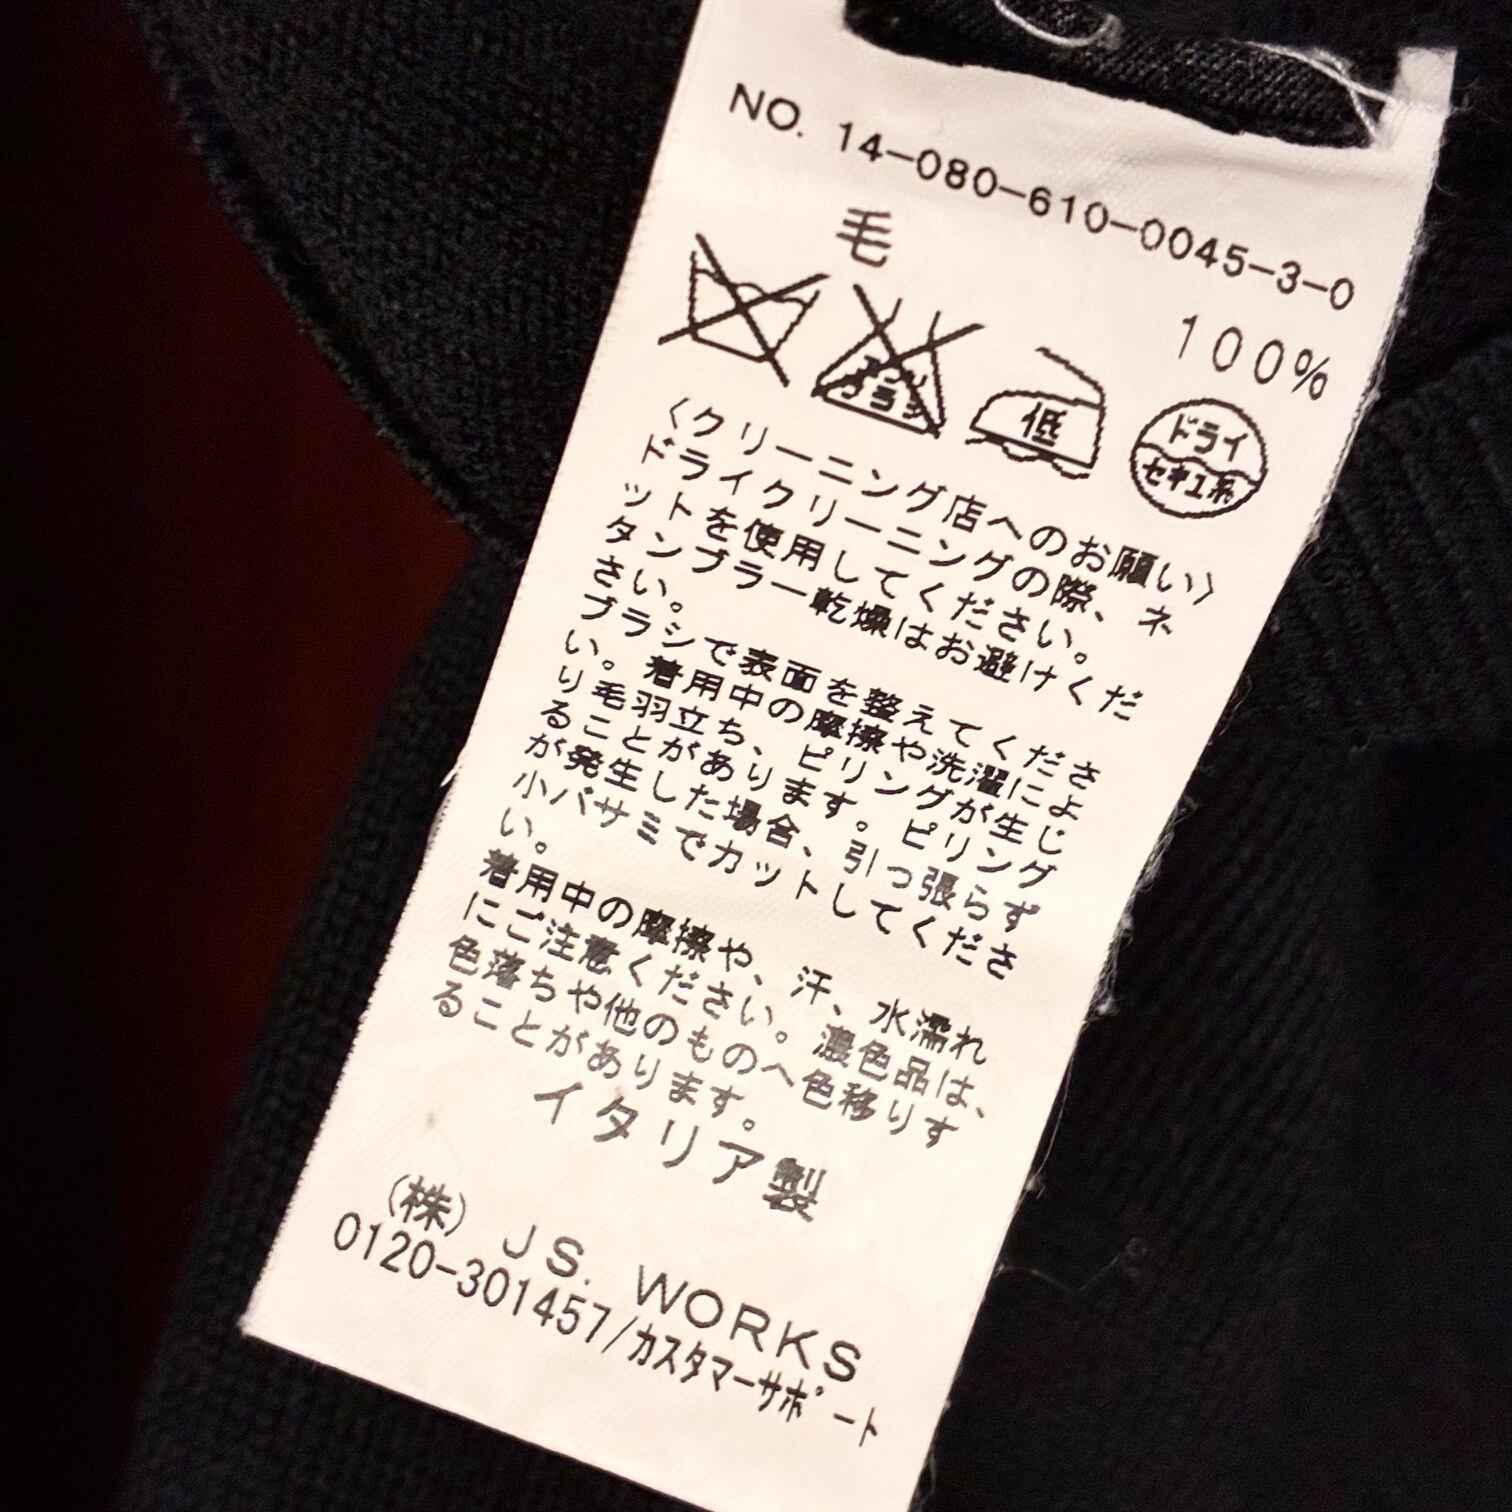 NO. 14-080-610-0045-3-0
毛 100%
エンソ
サラシ
低
ドライ
セキユ系
〈クリーニング店へのお願い〉
ドライクリーニングの際、ネ
ットを使用してください。
タンブラー乾燥はお避けくだ
さい。
ブラシで表面を整えてくださ
い。着用中の摩擦や洗濯によ
り毛羽立ち、ピリングが生じ
ることがあります。ピリング
が発生した場合、引っ張らず
小バサミでカットしてくださ
い。
着用中の摩擦や、汗、水濡れ
にご注意ください。濃色品は、
色落ちや他のものへ色移りす
ることがあります。
イタリア製
(株) JS. WORKS
0120-301457/カスタマーサポート